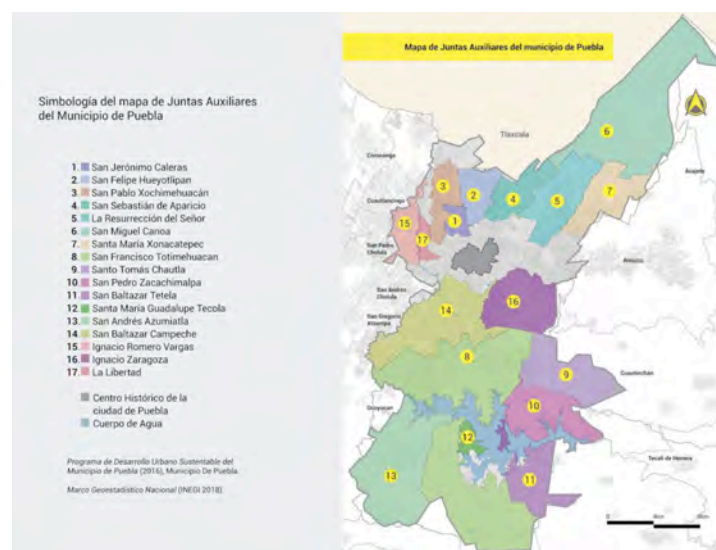 Simbología del mapa de Juntas Auxiliares
del Municipio de Puebla
1. San Jerónimo Caleras
2. San Felipe Hueyotlipan
3. San Pablo Xochimehuacán
4. San Sebastián de Aparicio
5. La Resurrección del Señor
6. San Miguel Canoa
7. Santa María Xonacatepec
8. San Francisco Totimehuacan
9. Santo Tomás Chautla
10. San Pedro Zacachimalpa
11. San Baltazar Tetela
12. Santa María Guadalupe Tecola
13. San Andrés Azumiatla
14. San Baltazar Campeche
15. Ignacio Romero Vargas
16. Ignacio Zaragoza
17. La Libertad
Centro Histórico de la
ciudad de Puebla
Cuerpo de Agua
Programa de Desarrollo Urbano Sustentable del
Municipio de Puebla (2016), Municipio De Puebla.
Marco Geoestadístico Nacional (INEGI 2018)
Mapa de Juntas Auxiliares del municipio de Puebla
Tlaxcala
6
Coronango
3
2
4
5
7
Acajete
Cuautlancingo
15
1
17
San Pedro
Cholula
Amozoc
San Andrés
Cholula
14
16
San Gregorio
Atzompa
8
9
Cuautinchán
Ocoyucan
10
12
Tecali de Herrera
13
11
0